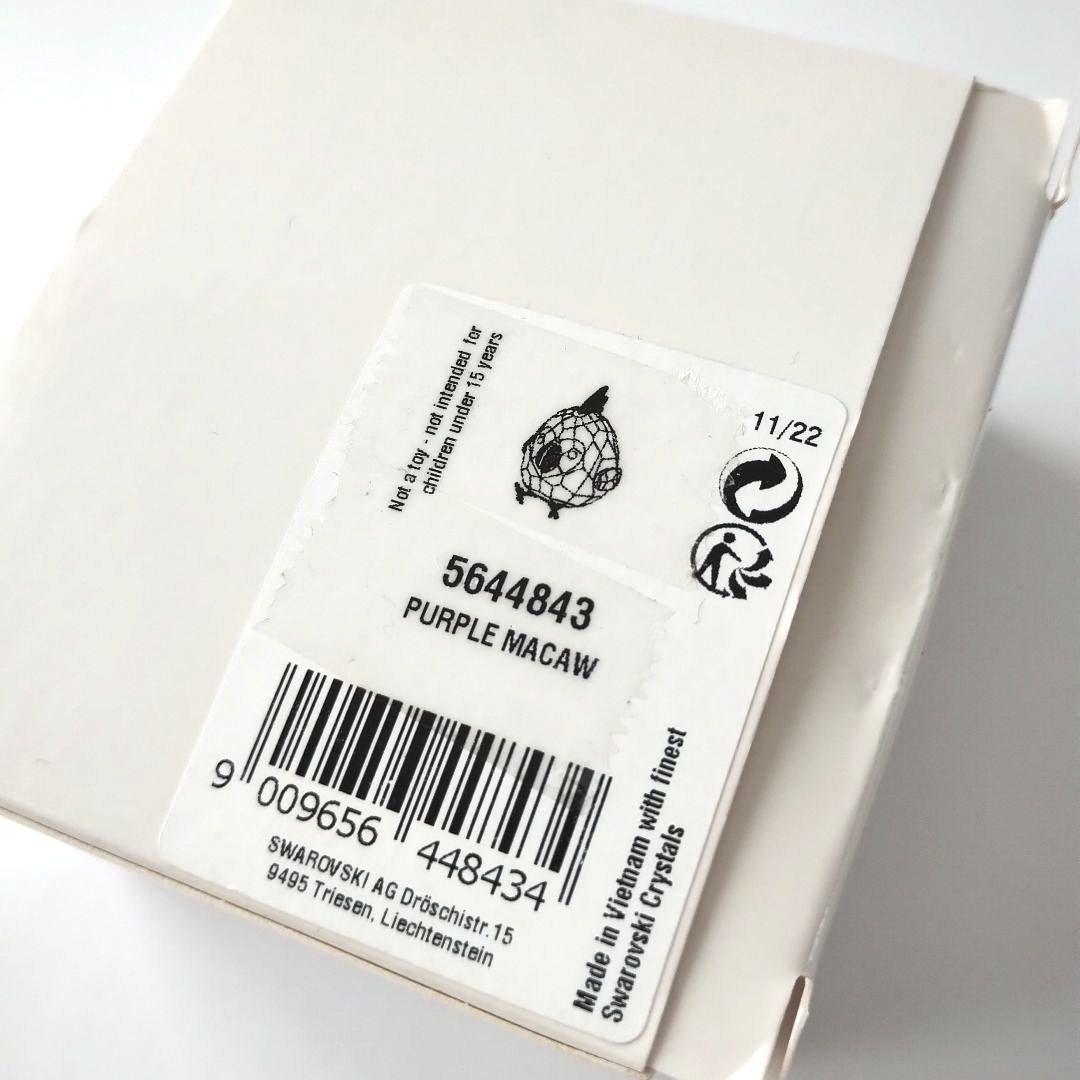 Not a toy - not intended for
children under 15 years
11/22
5644843
PURPLE MACAW
9 009656 448434
SWAROVSKI AG Dröschistr.15
9495 Triesen, Liechtenstein
Made in Vietnam with finest
Swarovski Crystals